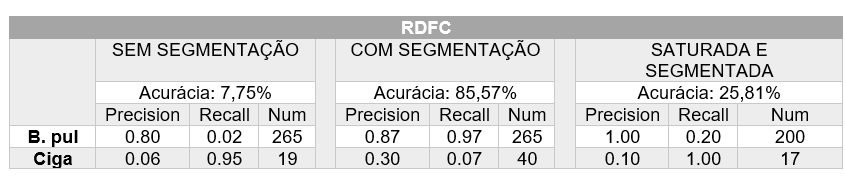 RDFC
SEM SEGMENTAÇÃO COM SEGMENTAÇÃO SATURADA E SEGMENTADA
Acurácia: 7,75% Acurácia: 85,57% Acurácia: 25,81%
Precision Recall Num Precision Recall Num Precision Recall Num
B. pul 0.80 0.02 265 0.87 0.97 265 1.00 0.20 200
Ciga 0.06 0.95 19 0.30 0.07 40 0.10 1.00 17